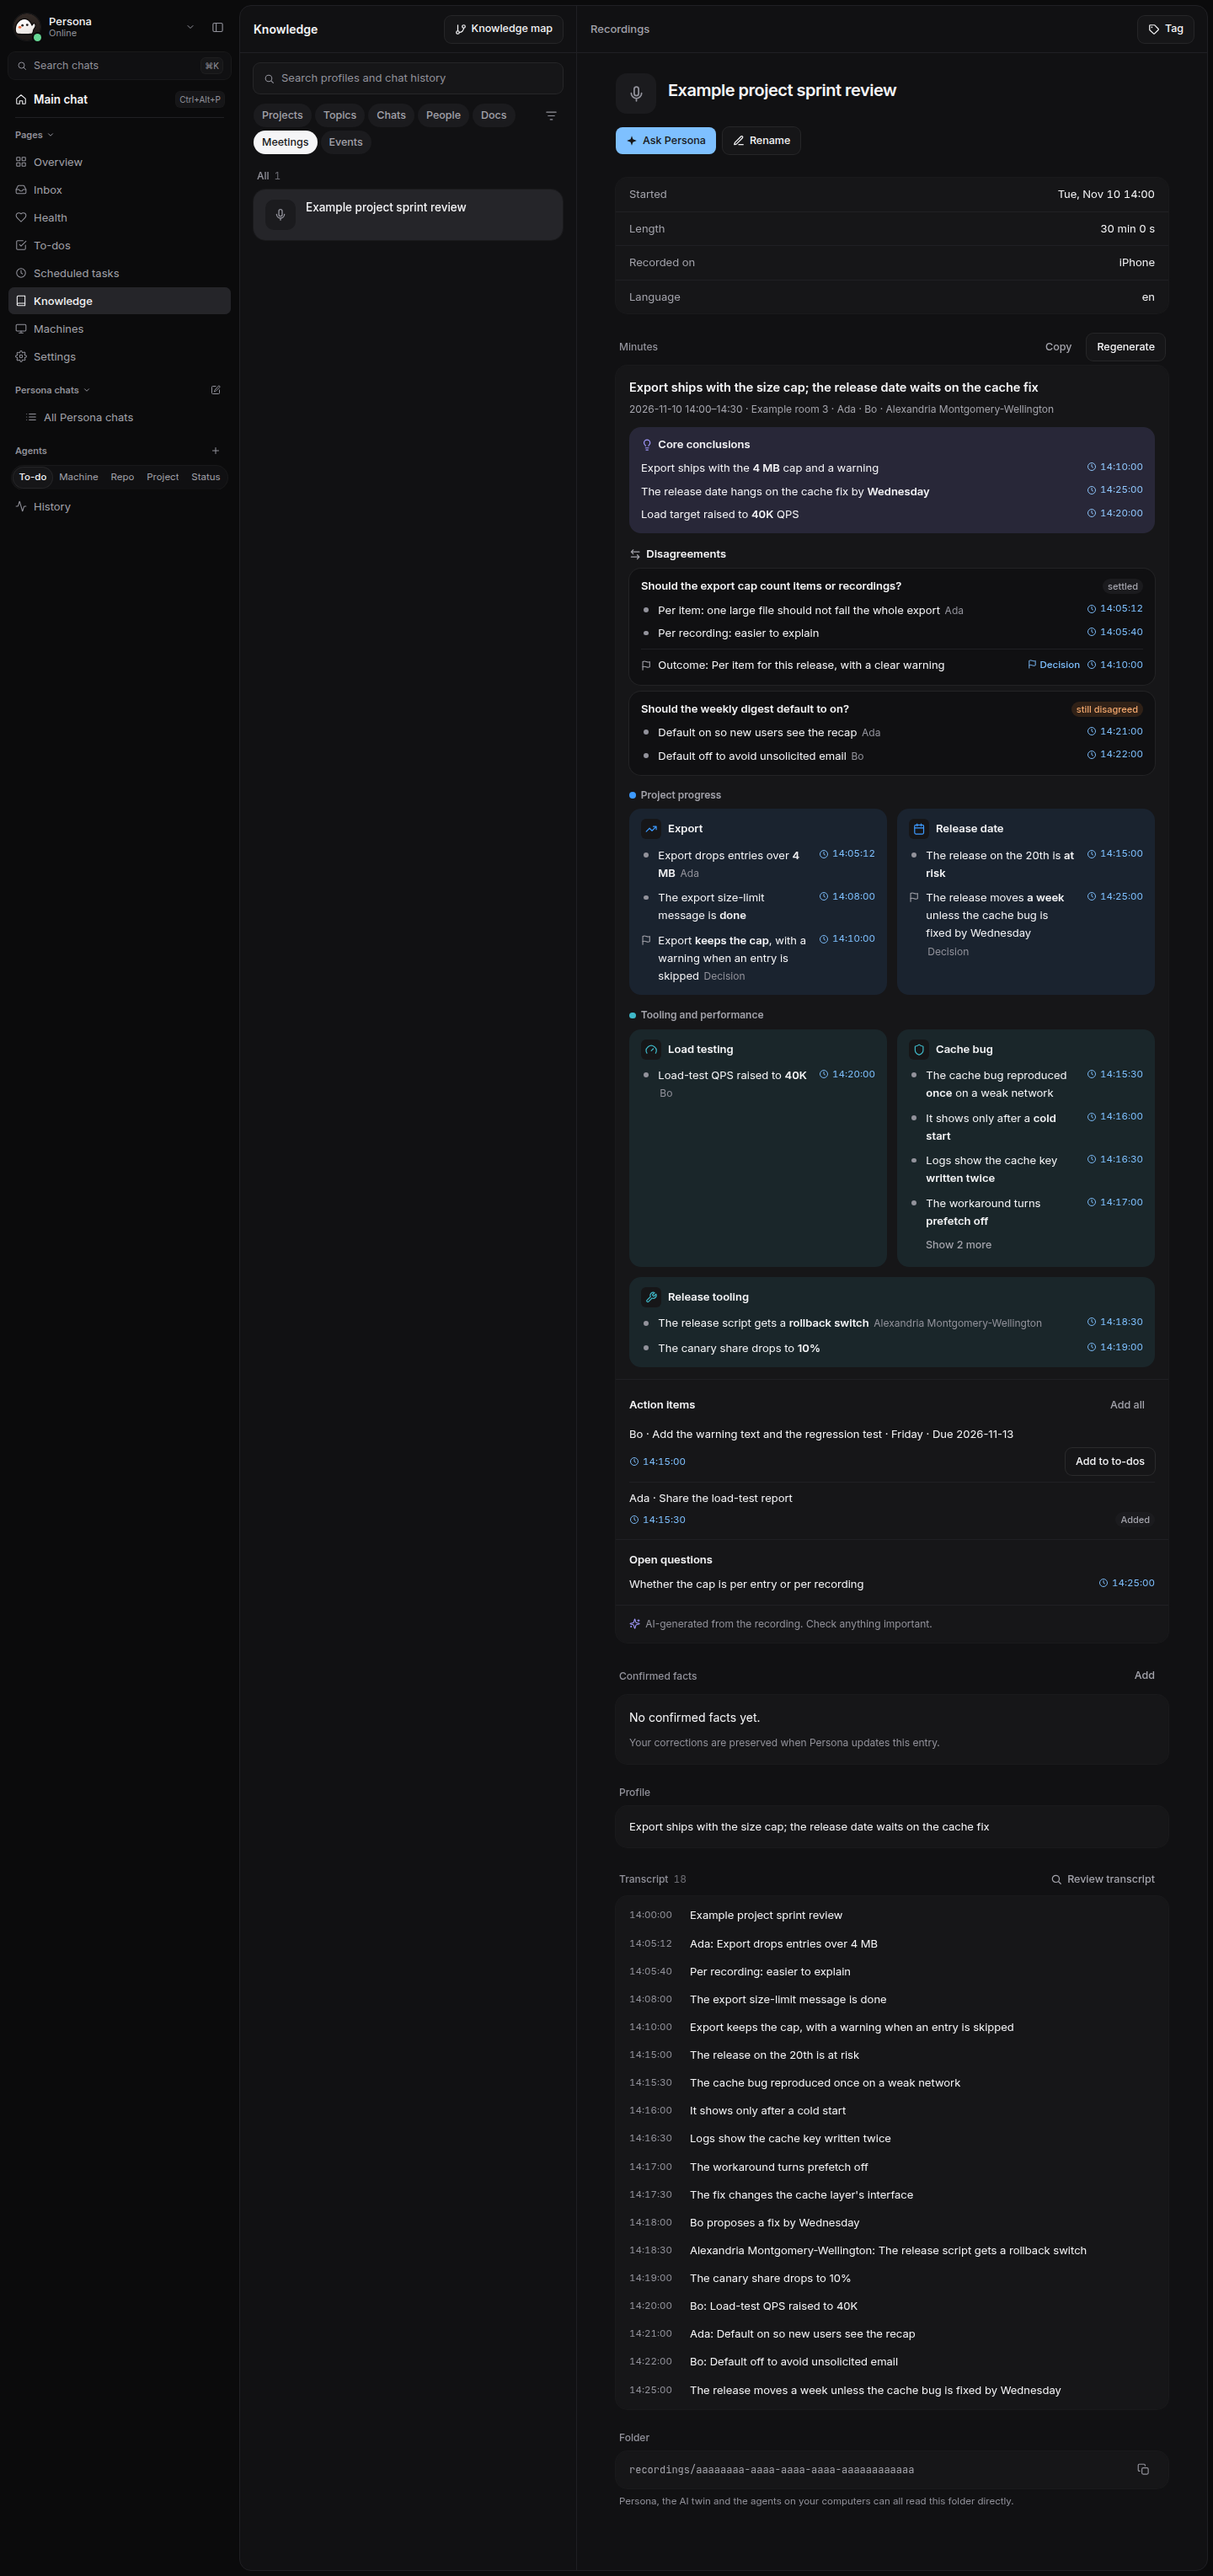 Persona
Online
Search chats
⌘K
Main chat
Ctrl+Alt+P
Pages
Overview
Inbox
Health
To-dos
Scheduled tasks
Knowledge
Machines
Settings
Persona chats
All Persona chats
Agents
To-do Machine Repo Project Status
History
Knowledge
Knowledge map
Search profiles and chat history
Projects Topics Chats People Docs
Meetings Events
All 1
Example project sprint review
Recordings
Tag
Example project sprint review
Ask Persona
Rename
Started Tue, Nov 10 14:00
Length 30 min 0 s
Recorded on iPhone
Language en
Minutes
Copy
Regenerate
Export ships with the size cap; the release date waits on the cache fix
2026-11-10 14:00–14:30 · Example room 3 · Ada · Bo · Alexandria Montgomery-Wellington
Core conclusions
Export ships with the 4 MB cap and a warning 14:10:00
The release date hangs on the cache fix by Wednesday 14:25:00
Load target raised to 40K QPS 14:20:00
Disagreements
Should the export cap count items or recordings? settled
Per item: one large file should not fail the whole export Ada 14:05:12
Per recording: easier to explain 14:05:40
Outcome: Per item for this release, with a clear warning Decision 14:10:00
Should the weekly digest default to on? still disagreed
Default on so new users see the recap Ada 14:21:00
Default off to avoid unsolicited email Bo 14:22:00
Project progress
Export
Export drops entries over 4 14:05:12
MB Ada
The export size-limit 14:08:00
message is done
Export keeps the cap, with a 14:10:00
warning when an entry is
skipped Decision
Release date
The release on the 20th is at 14:15:00
risk
The release moves a week 14:25:00
unless the cache bug is
fixed by Wednesday
Decision
Tooling and performance
Load testing
Load-test QPS raised to 40K 14:20:00
Bo
Cache bug
The cache bug reproduced 14:15:30
once on a weak network
It shows only after a cold 14:16:00
start
Logs show the cache key 14:16:30
written twice
The workaround turns 14:17:00
prefetch off
Show 2 more
Release tooling
The release script gets a rollback switch Alexandria Montgomery-Wellington 14:18:30
The canary share drops to 10% 14:19:00
Action items
Add all
Bo · Add the warning text and the regression test · Friday · Due 2026-11-13
14:15:00
Add to to-dos
Ada · Share the load-test report
14:15:30
Added
Open questions
Whether the cap is per entry or per recording 14:25:00
AI-generated from the recording. Check anything important.
Confirmed facts
Add
No confirmed facts yet.
Your corrections are preserved when Persona updates this entry.
Profile
Export ships with the size cap; the release date waits on the cache fix
Transcript 18
Review transcript
14:00:00 Example project sprint review
14:05:12 Ada: Export drops entries over 4 MB
14:05:40 Per recording: easier to explain
14:08:00 The export size-limit message is done
14:10:00 Export keeps the cap, with a warning when an entry is skipped
14:15:00 The release on the 20th is at risk
14:15:30 The cache bug reproduced once on a weak network
14:16:00 It shows only after a cold start
14:16:30 Logs show the cache key written twice
14:17:00 The workaround turns prefetch off
14:17:30 The fix changes the cache layer's interface
14:18:00 Bo proposes a fix by Wednesday
14:18:30 Alexandria Montgomery-Wellington: The release script gets a rollback switch
14:19:00 The canary share drops to 10%
14:20:00 Bo: Load-test QPS raised to 40K
14:21:00 Ada: Default on so new users see the recap
14:22:00 Bo: Default off to avoid unsolicited email
14:25:00 The release moves a week unless the cache bug is fixed by Wednesday
Folder
recordings/aaaaaaaa-aaaa-aaaa-aaaa-aaaaaaaaaaaa
Persona, the AI twin and the agents on your computers can all read this folder directly.